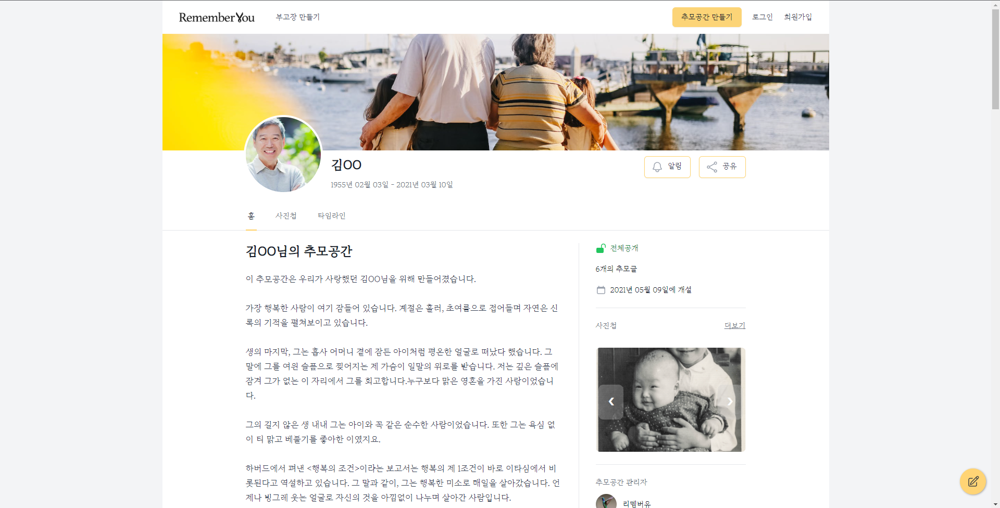 RememberYou
부고장 만들기
추모공간 만들기
로그인
회원가입
김OO
1955년 02월 03일 - 2021년 03월 10일
알림
공유
홈
사진첩
타임라인
김OO님의 추모공간
이 추모공간은 우리가 사랑했던 김OO님을 위해 만들어졌습니다.
가장 행복한 사람이 여기 잠들어 있습니다. 계절은 흘러, 초여름으로 접어들며 자연은 신
록의 기적을 펼쳐보이고 있습니다.
생의 마지막, 그는 흡사 어머니 곁에 잠든 아이처럼 평온한 얼굴로 떠났다 했습니다. 그
말에 그를 여읜 슬픔으로 찢어지는 제 가슴이 일말의 위로를 받습니다. 저는 깊은 슬픔에
잠겨 그가 없는 이 자리에서 그를 회고합니다.누구보다 맑은 영혼을 가진 사람이었습니
다.
그의 길지 않은 생 내내 그는 아이와 꼭 같은 순수한 사람이었습니다. 또한 그는 욕심 없
이 티 맑고 베풀기를 좋아한 이였지요.
하버드에서 펴낸 <행복의 조건>이라는 보고서는 행복의 제 1조건이 바로 이타심에서 비
롯된다고 역설하고 있습니다. 그 말과 같이, 그는 행복한 미소로 매일을 살아갔습니다. 언
제나 빙그레 웃는 얼굴로 자신의 것을 아낌없이 나누며 살아간 사람입니다.
전체공개
6개의 추모글
2021년 05월 09일에 개설
사진첩
더보기
추모공간 관리자
리멤버유